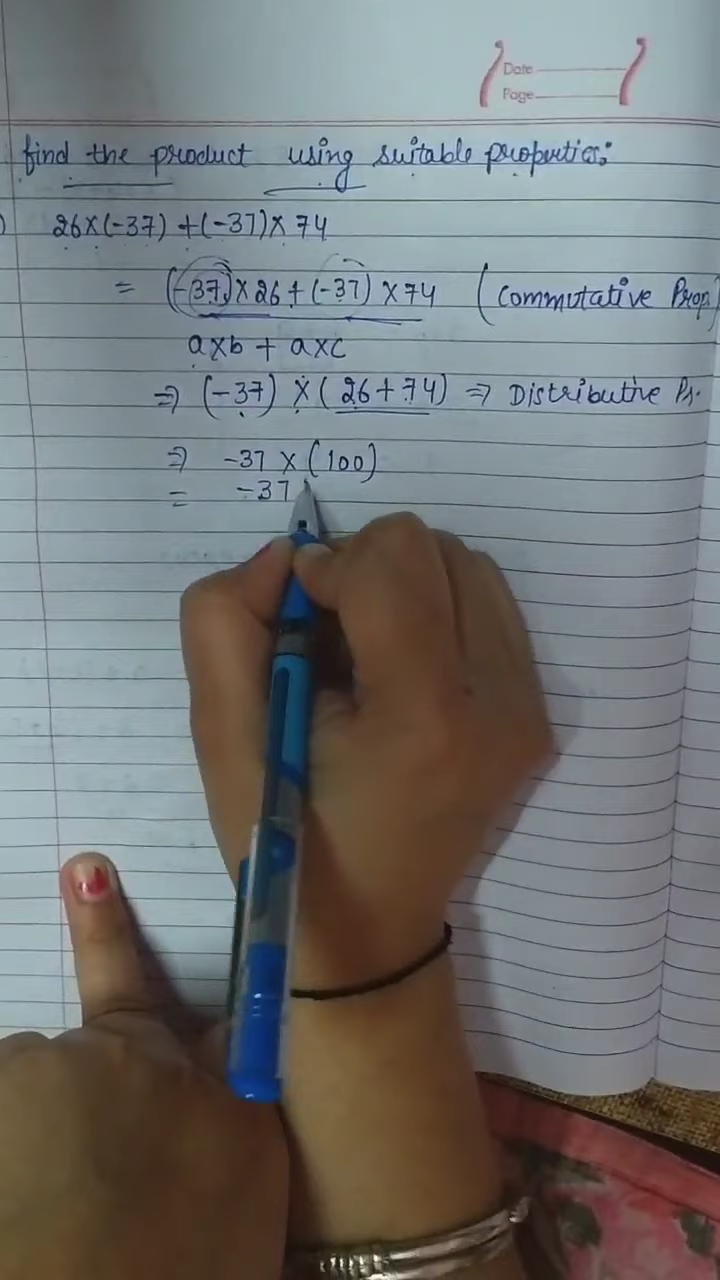 Date
Page
find the product using suitable properties:
) 26×(-37) +(-37)× 74
= (-37)×26+(-37) ×74 (Commutative Prop
a×b + a×c
⇒ (-37) ×(26+74) ⇒ Distributive Pr.
⇒ -37 ×(100)
= -37